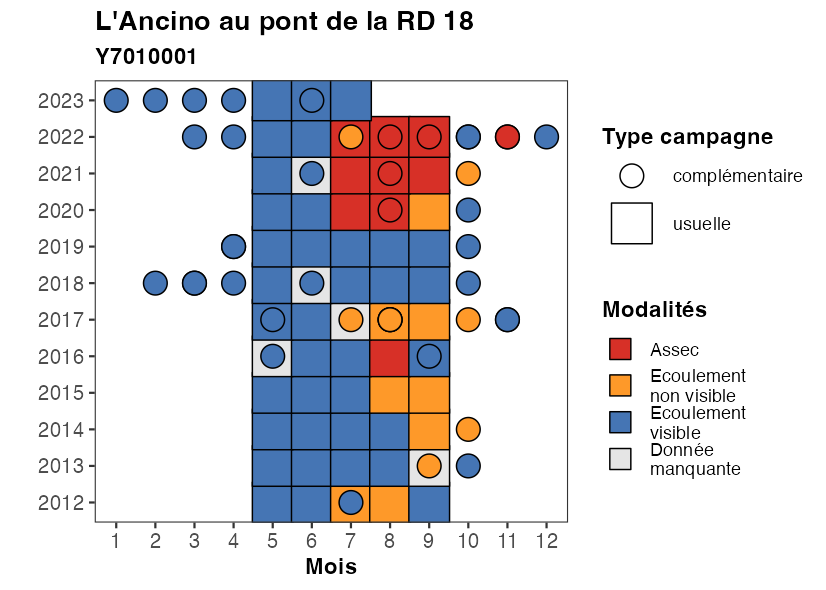 L'Ancino au pont de la RD 18
Y7010001
2023
2022
2021
2020
2019
2018
2017
2016
2015
2014
2013
2012
1 2 3 4 5 6 7 8 9 10 11 12
Mois
Type campagne
complémentaire
usuelle
Modalités
Assec
Ecoulement
non visible
Ecoulement
visible
Donnée
manquante